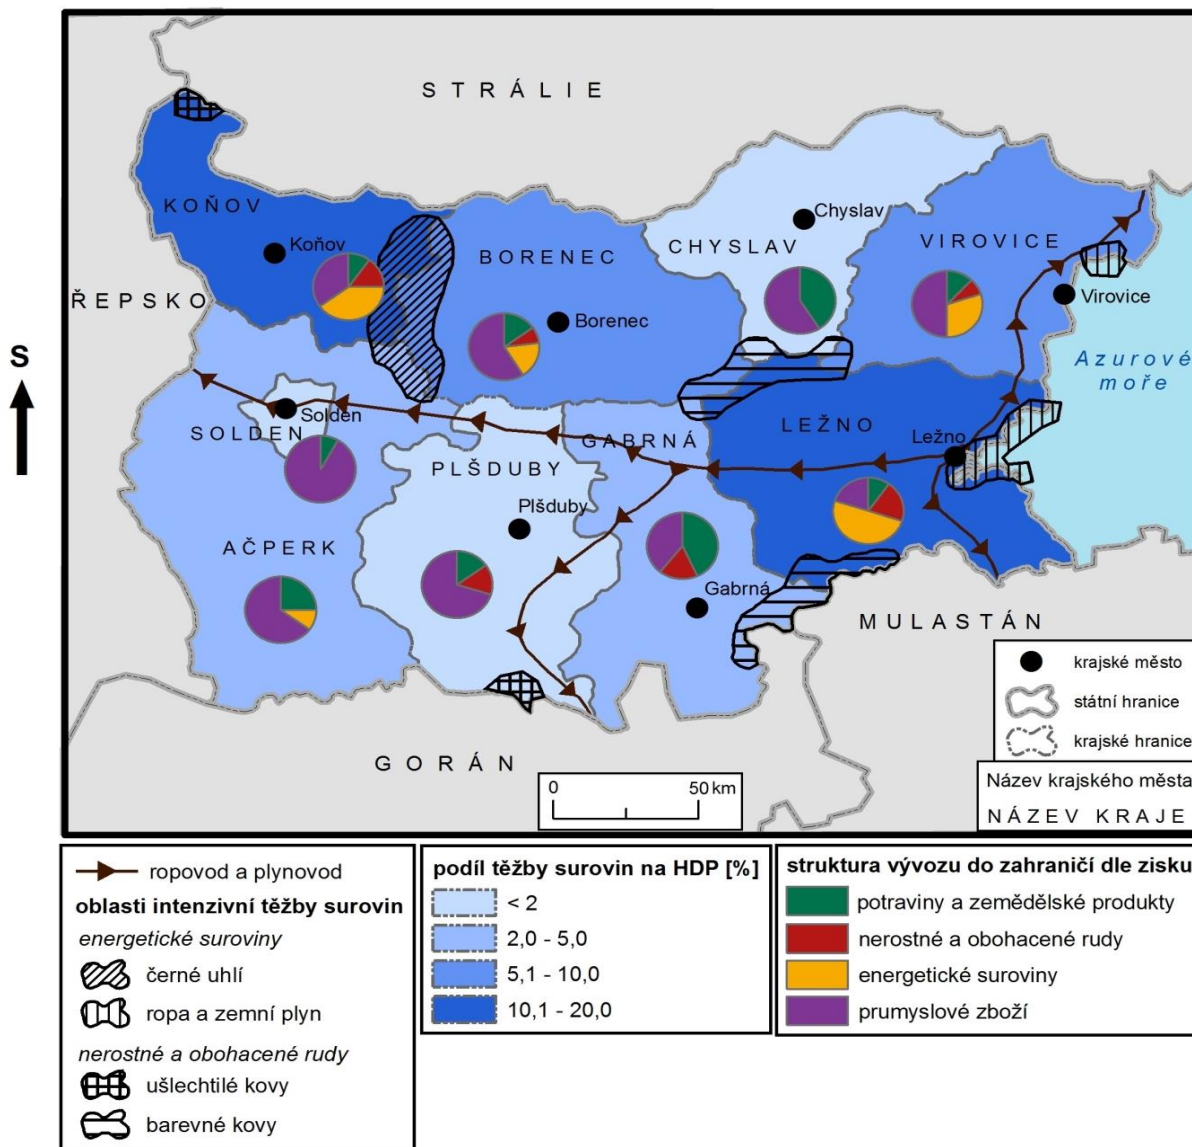 STRÁLIE
KOŇOV
Koňov
BORENEC
Borenec
Chyslav
CHYSLAV
VIROVICE
Virovice
ŘEPSKO
S
Azurové
moře
Solden
SOLDEN
PLŠDUBY
Plšduby
GABRNÁ
Gabrná
LEŽNO
Ležno
AČPERK
MULASTÁN
GORÁN
0 50 km
krajské město
státní hranice
krajské hranice
Název krajského města
NÁZEV KRAJE
ropovod a plynovod
oblasti intenzivní těžby surovin
energetické suroviny
černé uhlí
ropa a zemní plyn
nerostné a obohacené rudy
ušlechtilé kovy
barevné kovy
podíl těžby surovin na HDP [%]
< 2
2,0 - 5,0
5,1 - 10,0
10,1 - 20,0
struktura vývozu do zahraničí dle zisku
potraviny a zemědělské produkty
nerostné a obohacené rudy
energetické suroviny
prumyslové zboží